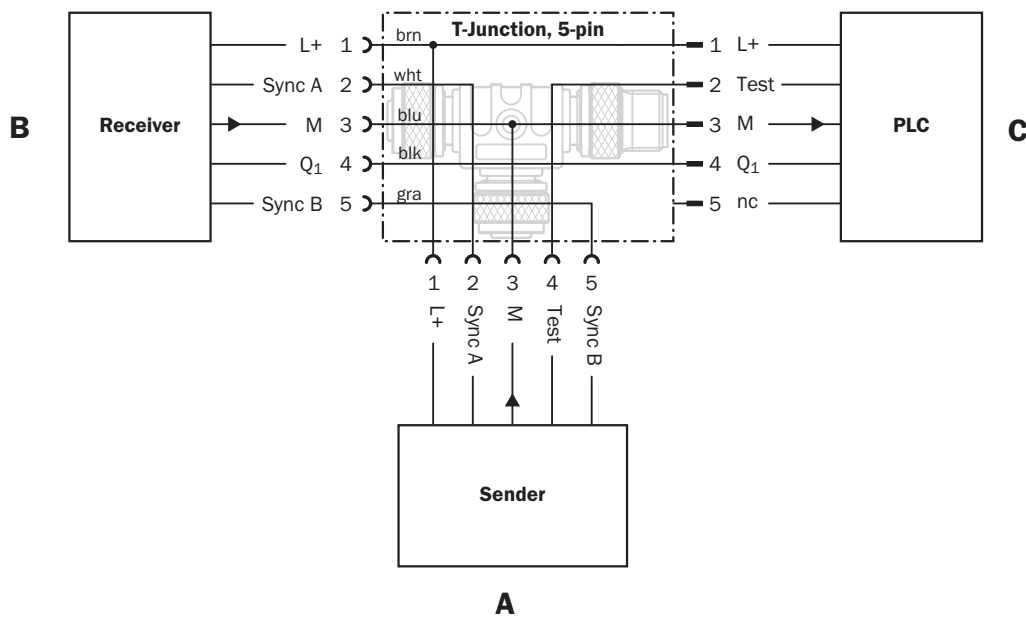 T-Junction, 5-pin
L+ 1 brn 1 L+
Sync A 2 wht 2 Test
B Receiver M 3 blu 3 M PLC C
Q1 4 blk 4 Q1
Sync B 5 gra 5 nc
1 2 3 4 5
L+ Sync A M Test Sync B
Sender
A